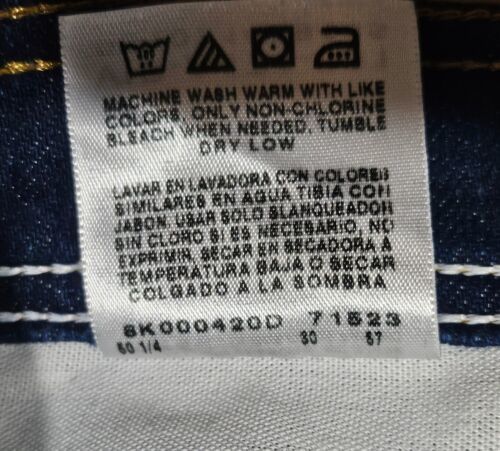 MACHINE WASH WARM WITH LIKE
COLORS, ONLY NON-CHLORINE
BLEACH WHEN NEEDED, TUMBLE
DRY LOW
LAVAR EN LAVADORA CON COLORES
SIMILARES EN AGUA TIBIA CON
JABON. USAR SOLO BLANQUEADOR
SIN CLORO SI ES NECESARIO, NO
EXPRIMIR. SECAR EN SECADORA A
TEMPERATURA BAJA O SECAR
COLGADO A LA SOMBRA
SK000420D 71523
60 1/4 30 67